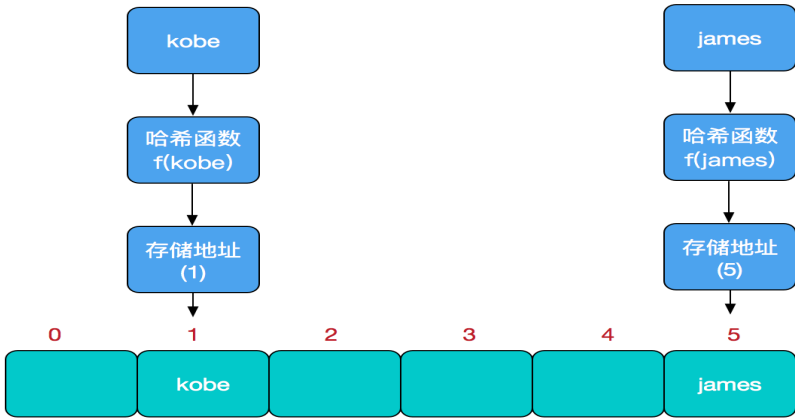 kobe
james
哈希函数
f(kobe)
哈希函数
f(james)
存储地址
(1)
存储地址
(5)
0 1 2 3 4 5
kobe james